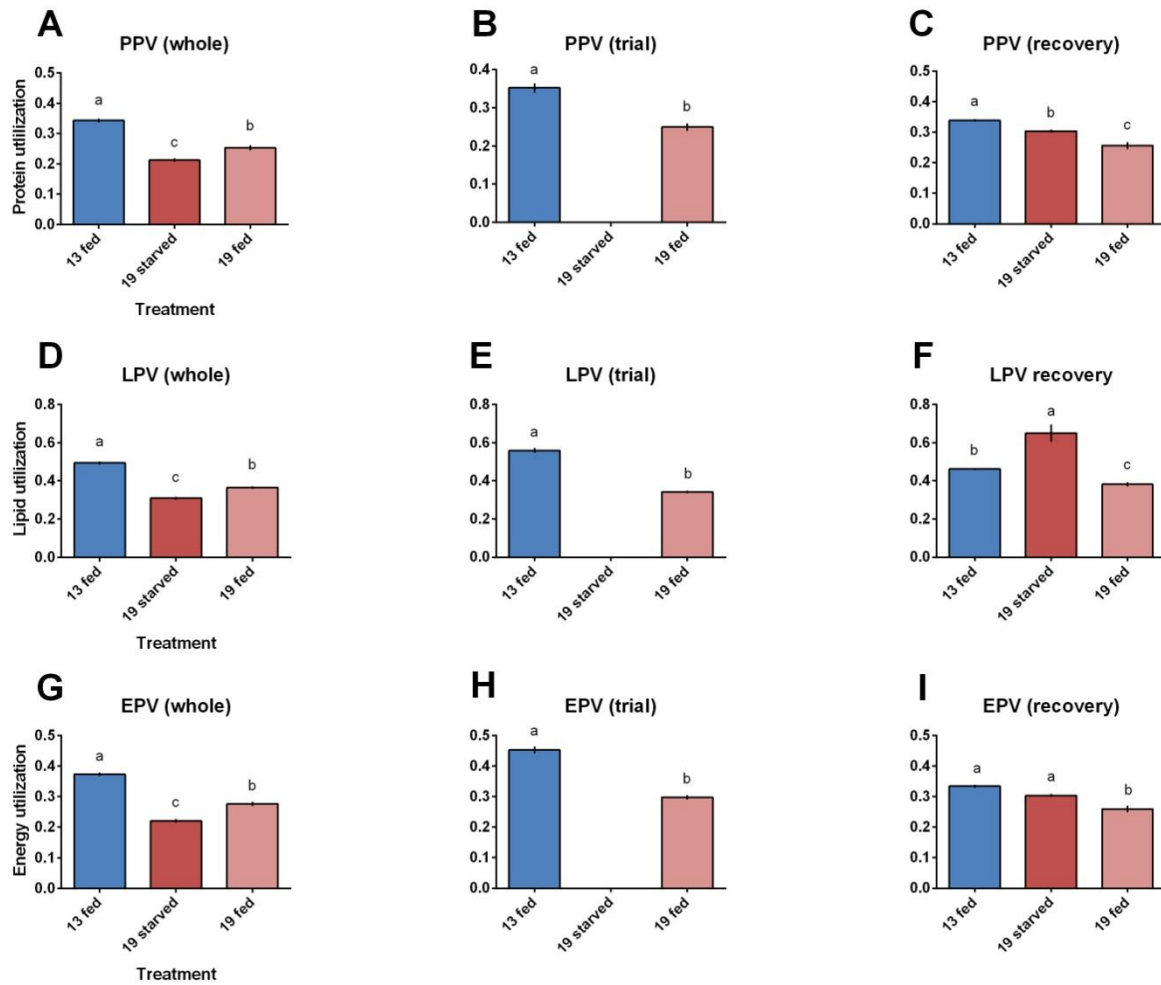 A
PPV (whole)
0.5
0.4
0.3
0.2
0.1
0.0
Protein utlilization
a
c
b
13 fed
19 starved
19 fed
Treatment
B
PPV (trial)
0.4
0.3
0.2
0.1
0.0
a
b
13 fed
19 starved
19 fed
C
PPV (recovery)
0.5
0.4
0.3
0.2
0.1
0.0
a
b
c
13 fed
19 starved
19 fed
D
LPV (whole)
0.8
0.6
0.4
0.2
0.0
Lipid utilization
a
c
b
13 fed
19 starved
19 fed
Treatment
E
LPV (trial)
0.8
0.6
0.4
0.2
0.0
a
b
13 fed
19 starved
19 fed
F
LPV recovery
0.8
0.6
0.4
0.2
0.0
b
a
c
13 fed
19 starved
19 fed
G
EPV (whole)
0.5
0.4
0.3
0.2
0.1
0.0
Energy utilization
a
c
b
13 fed
19 starved
19 fed
Treatment
H
EPV (trial)
0.5
0.4
0.3
0.2
0.1
0.0
a
b
13 fed
19 starved
19 fed
I
EPV (recovery)
0.5
0.4
0.3
0.2
0.1
0.0
a
a
b
13 fed
19 starved
19 fed